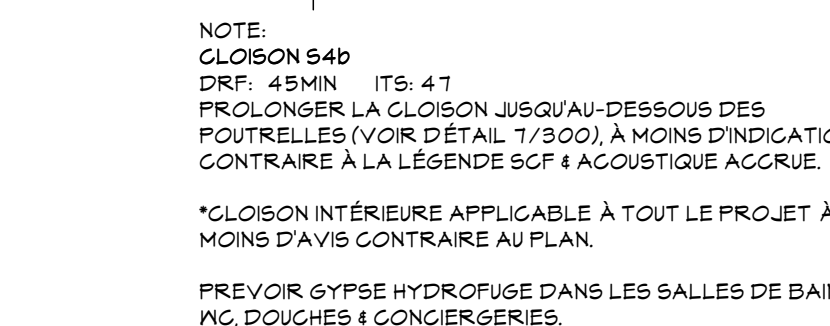 NOTE:
CLOISON S4b
DRF: 45MIN ITS: 47
PROLONGER LA CLOISON JUSQU'AU-DESSOUS DES
POUTRELLES (VOIR DÉTAIL 7/300), À MOINS D'INDICATIO
CONTRAIRE À LA LÉGENDE SCF & ACOUSTIQUE ACCRUE.
*CLOISON INTÉRIEURE APPLICABLE À TOUT LE PROJET À
MOINS D'AVIS CONTRAIRE AU PLAN.
PREVOIR GYPSE HYDROFUGE DANS LES SALLES DE BAI
WC, DOUCHES & CONCIERGERIES.